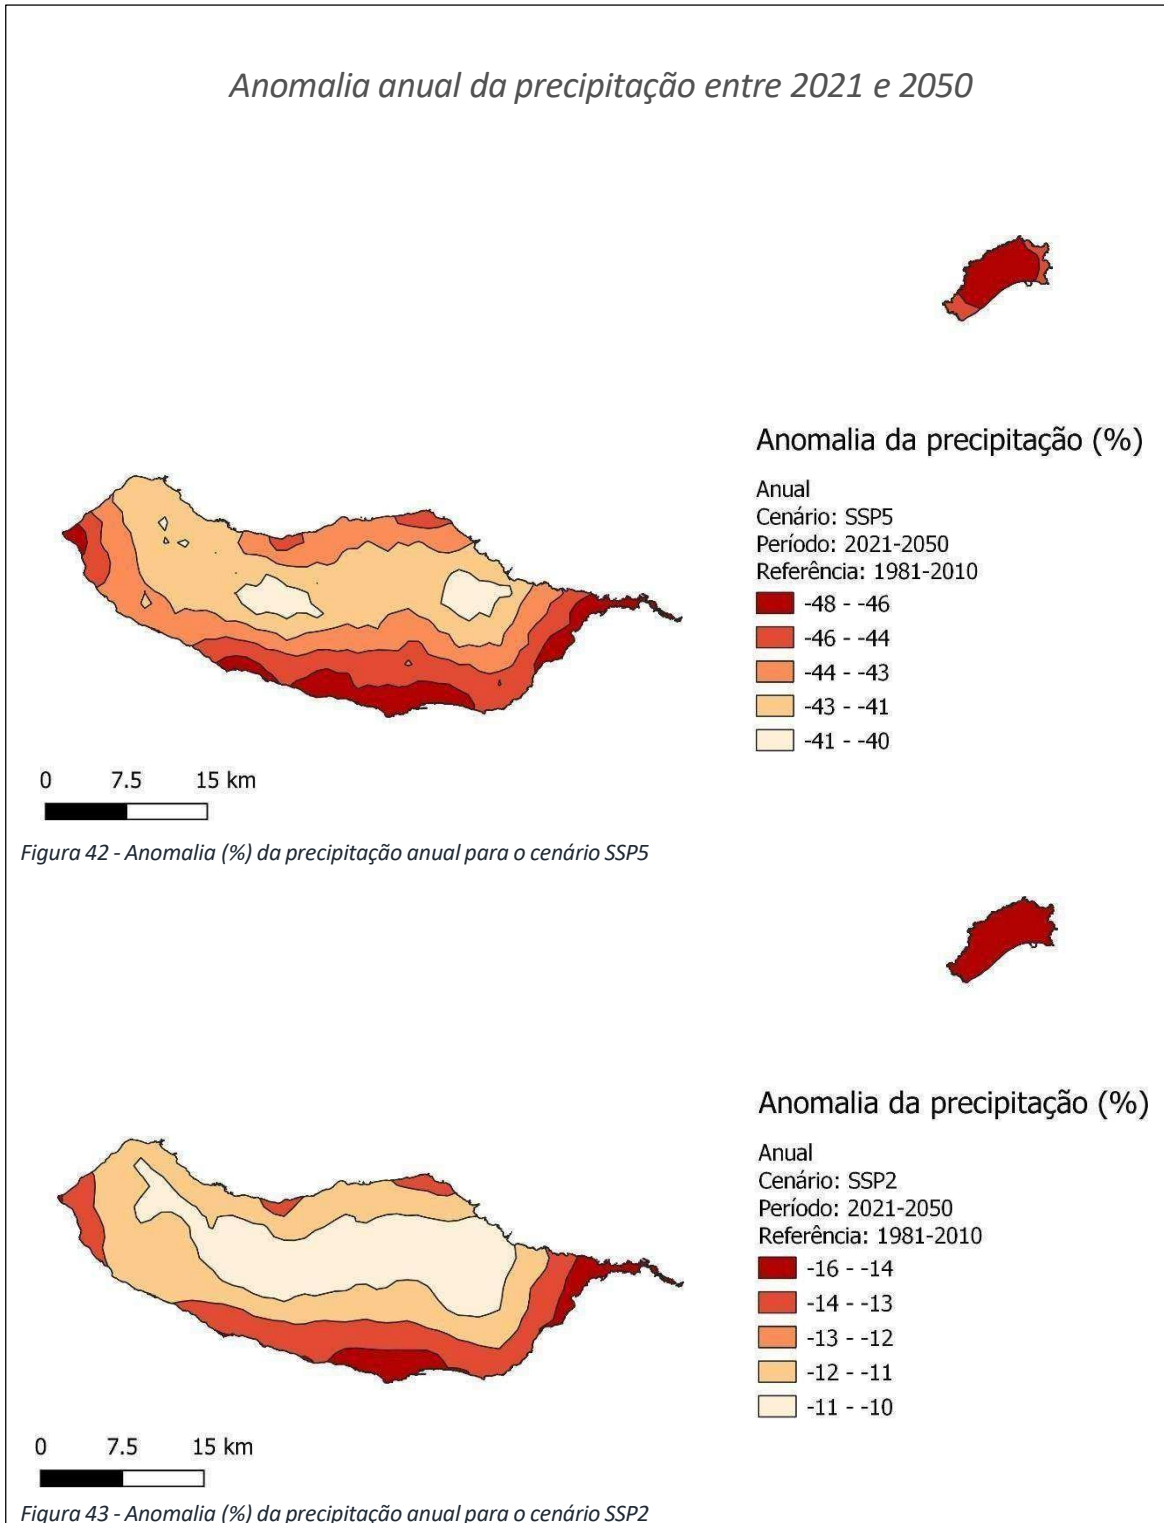 Anomalia anual da precipitação entre 2021 e 2050
Anomalia da precipitação (%)
Anual
Cenário: SSP5
Período: 2021-2050
Referência: 1981-2010
-48 - -46
-46 - -44
-44 - -43
-43 - -41
-41 - -40
0 7.5 15 km
Figura 42 - Anomalia (%) da precipitação anual para o cenário SSP5
Anomalia da precipitação (%)
Anual
Cenário: SSP2
Período: 2021-2050
Referência: 1981-2010
-16 - -14
-14 - -13
-13 - -12
-12 - -11
-11 - -10
0 7.5 15 km
Figura 43 - Anomalia (%) da precipitação anual para o cenário SSP2